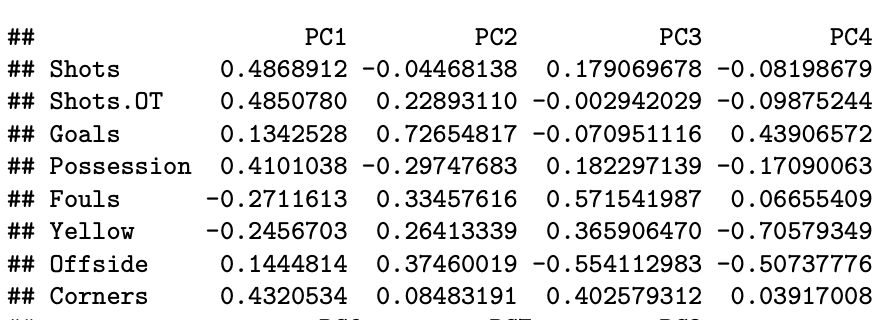 ## PC1 PC2 PC3 PC4
## Shots 0.4868912 -0.04468138 0.179069678 -0.08198679
## Shots.OT 0.4850780 0.22893110 -0.002942029 -0.09875244
## Goals 0.1342528 0.72654817 -0.070951116 0.43906572
## Possession 0.4101038 -0.29747683 0.182297139 -0.17090063
## Fouls -0.2711613 0.33457616 0.571541987 0.06655409
## Yellow -0.2456703 0.26413339 0.365906470 -0.70579349
## Offside 0.1444814 0.37460019 -0.554112983 -0.50737776
## Corners 0.4320534 0.08483191 0.402579312 0.03917008